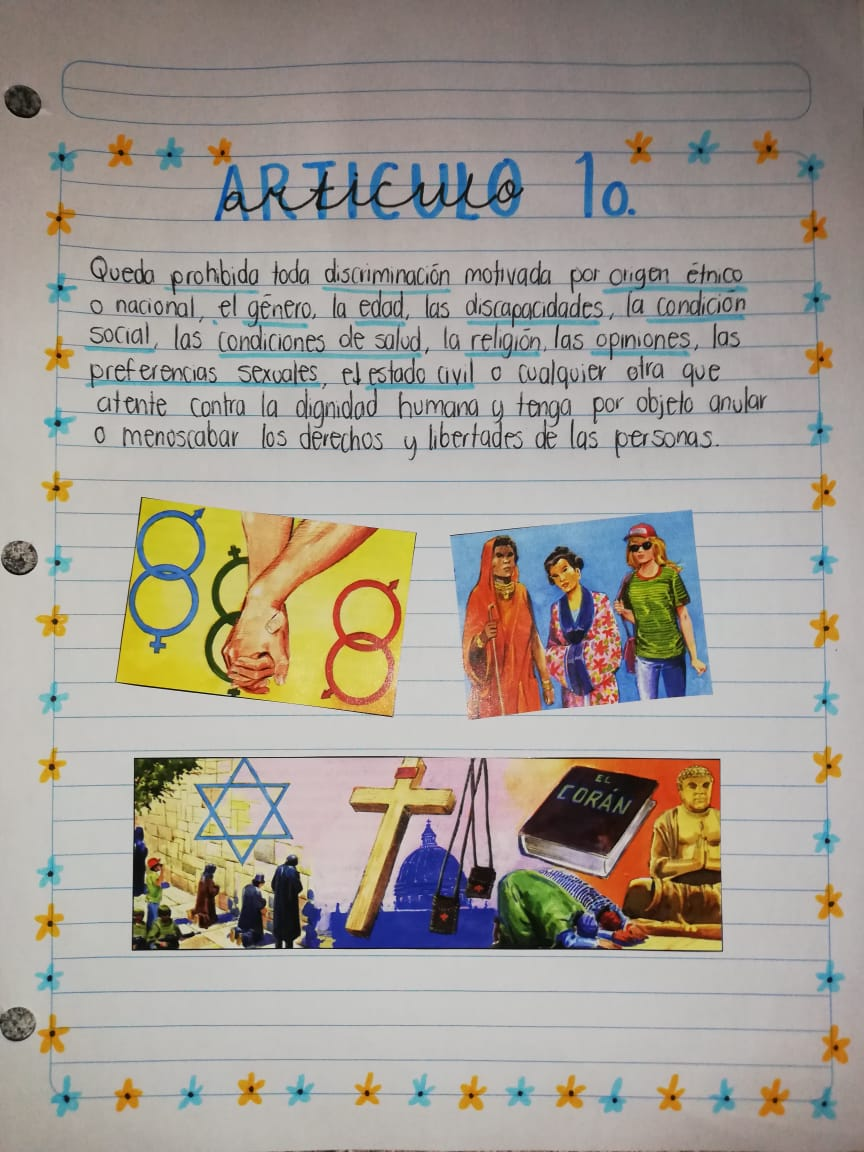 ARTICULO 1o.
articulo
Queda prohibida toda discriminación motivada por origen étnico
o nacional, el género, la edad, las discapacidades, la condición
social, las condiciones de salud, la religión, las opiniones, las
preferencias sexuales, el estado civil o cualquier otra que
atente contra la dignidad humana y tenga por objeto anular
o menoscabar los derechos y libertades de las personas.
EL
CORÁN